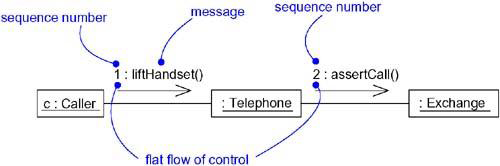 message
sequence number
sequence number
1 : liftHandset()
2 : assertCall()
c : Caller
: Telephone
: Exchange
flat flow of control